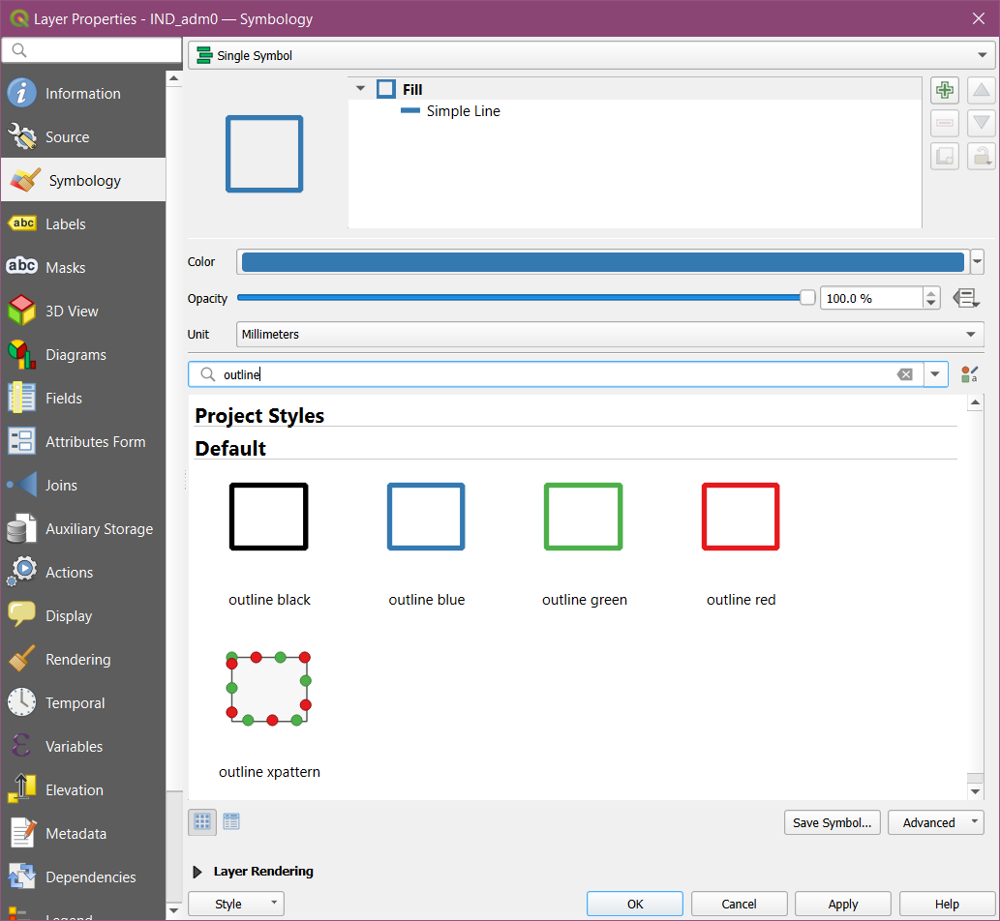 Layer Properties - IND_adm0 — Symbology
Single Symbol
Information
Source
Symbology
abc Labels
abc Masks
3D View
Diagrams
Fields
Attributes Form
Joins
Auxiliary Storage
Actions
Display
Rendering
Temporal
Variables
Elevation
Metadata
Dependencies
Legend
Fill
Simple Line
Color
Opacity
100.0 %
Unit
Millimeters
outline
a
Project Styles
Default
outline black
outline blue
outline green
outline red
outline xpattern
Save Symbol...
Advanced
Layer Rendering
Style
OK
Cancel
Apply
Help